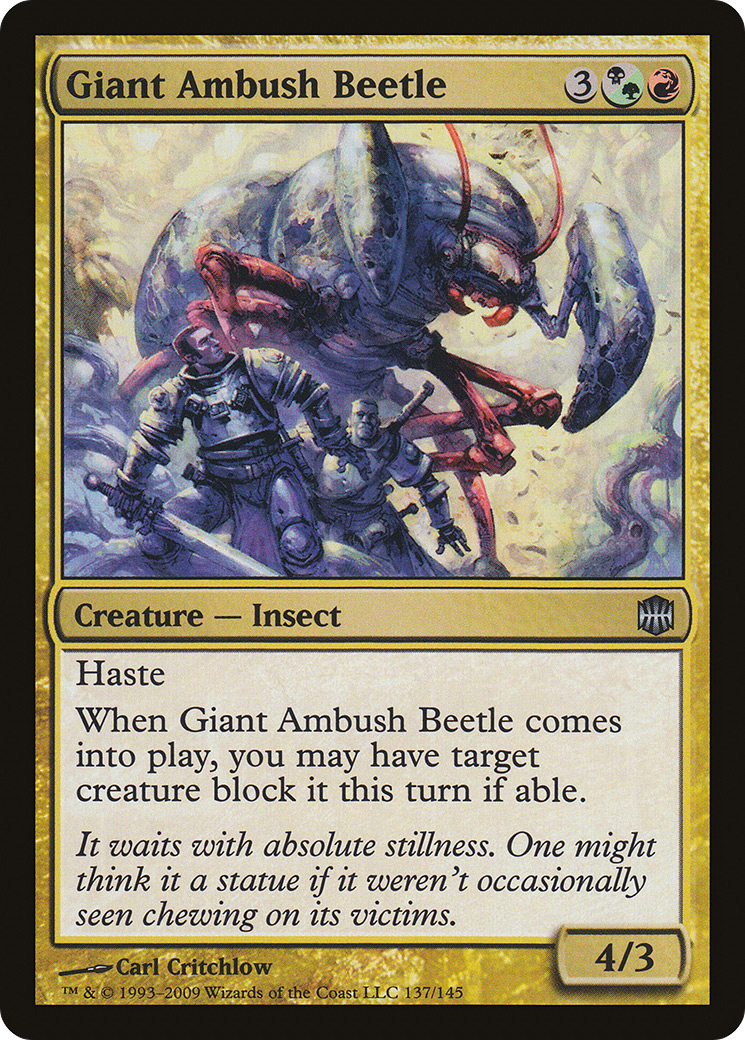 Giant Ambush Beetle 3
Creature — Insect
Haste
When Giant Ambush Beetle comes
into play, you may have target
creature block it this turn if able.
It waits with absolute stillness. One might
think it a statue if it weren't occasionally
seen chewing on its victims.
4/3
Carl Critchlow
™ & © 1993–2009 Wizards of the Coast LLC 137/145